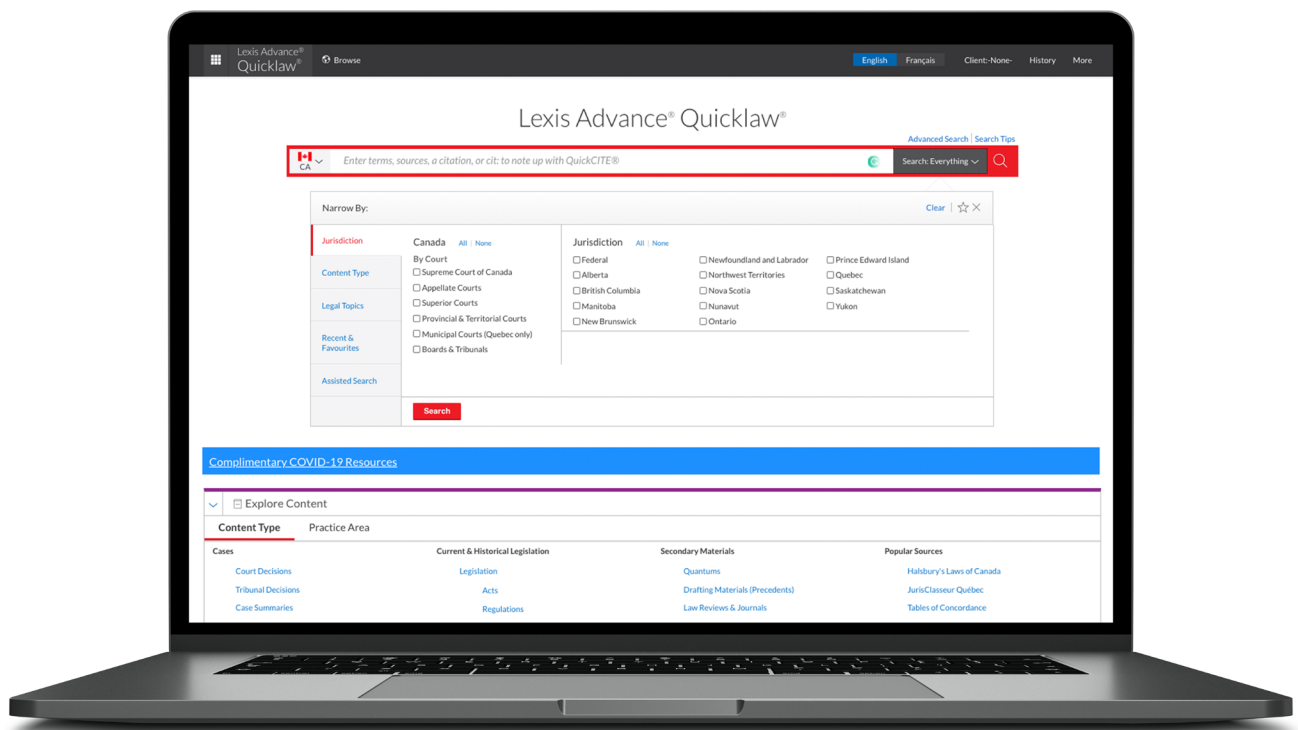 Lexis Advance®
Quicklaw®
Browse
English Français Client:-None- History More
Lexis Advance® Quicklaw®
Advanced Search | Search Tips
CA
Enter terms, sources, a citation, or cit: to note up with QuickCITE®
Search: Everything
Narrow By:
Clear
Jurisdiction
Content Type
Legal Topics
Recent &
Favourites
Assisted Search
Canada All | None
By Court
Supreme Court of Canada
Appellate Courts
Superior Courts
Provincial & Territorial Courts
Municipal Courts (Quebec only)
Boards & Tribunals
Jurisdiction All | None
Federal
Alberta
British Columbia
Manitoba
New Brunswick
Newfoundland and Labrador
Northwest Territories
Nova Scotia
Nunavut
Ontario
Prince Edward Island
Quebec
Saskatchewan
Yukon
Search
Complimentary COVID-19 Resources
Explore Content
Content Type Practice Area
Cases
Court Decisions
Tribunal Decisions
Case Summaries
Current & Historical Legislation
Legislation
Acts
Regulations
Secondary Materials
Quantums
Drafting Materials (Precedents)
Law Reviews & Journals
Popular Sources
Halsbury's Laws of Canada
JurisClasseur Québec
Tables of Concordance